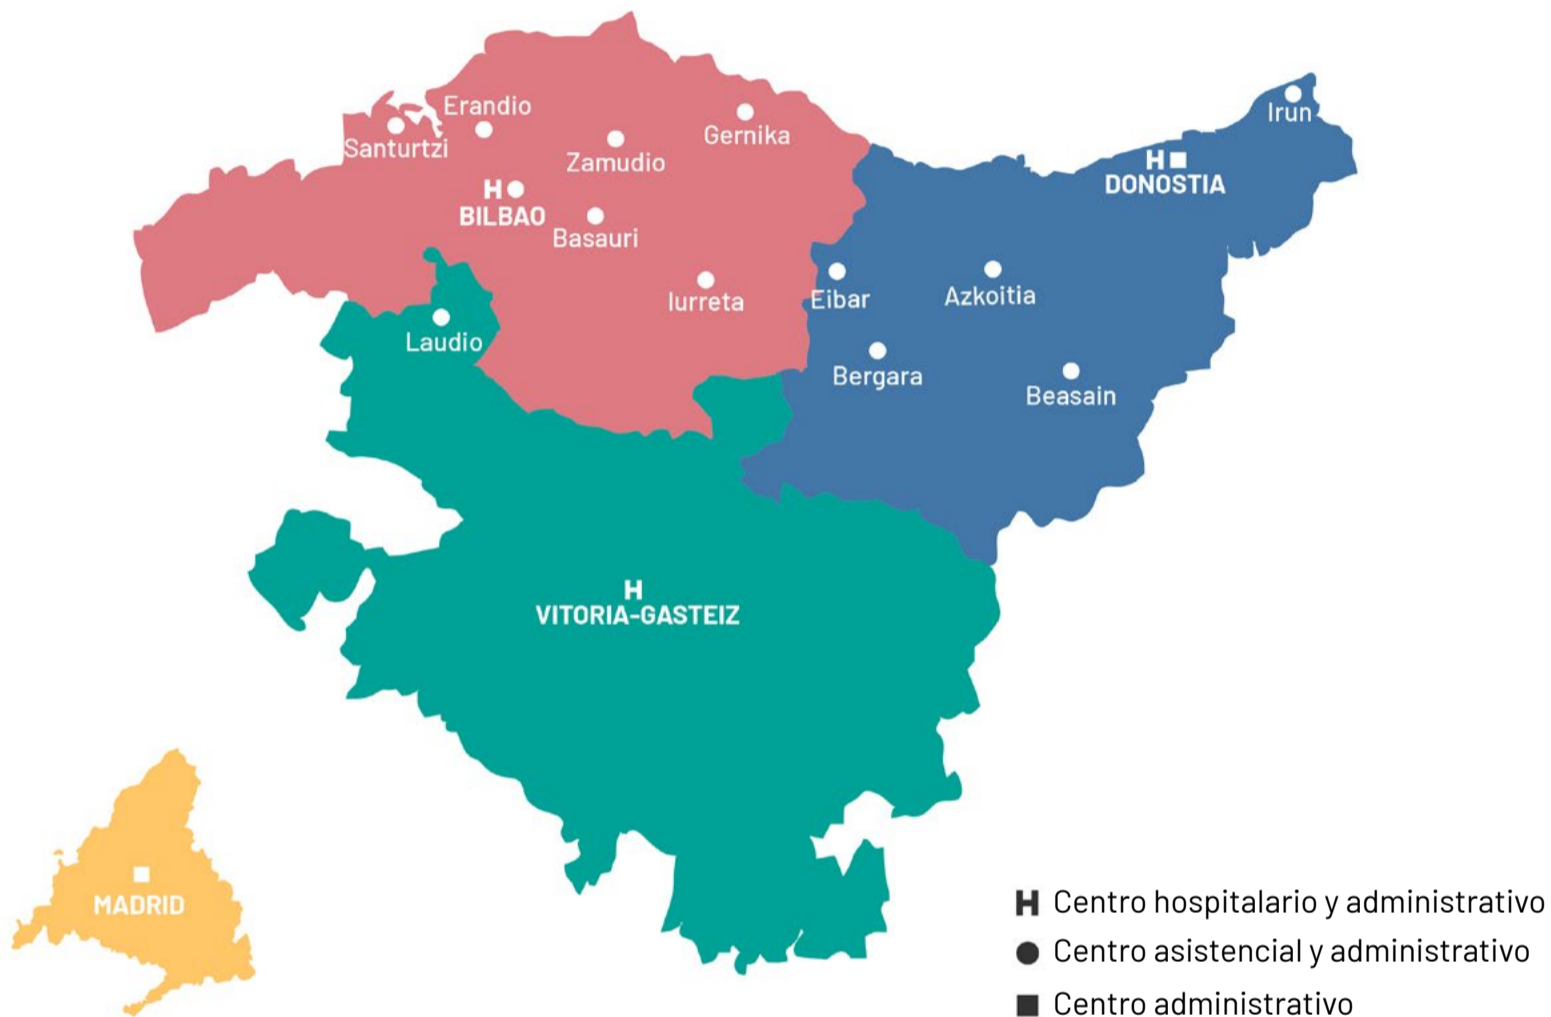 Erandio
Santurtzi
Gernika
Zamudio
H
BILBAO
Basauri
Iurreta
Laudio
Irun
H
DONOSTIA
Eibar
Azkoitia
Bergara
Beasain
H
VITORIA-GASTEIZ
MADRID
H Centro hospitalario y administrativo
Centro asistencial y administrativo
Centro administrativo